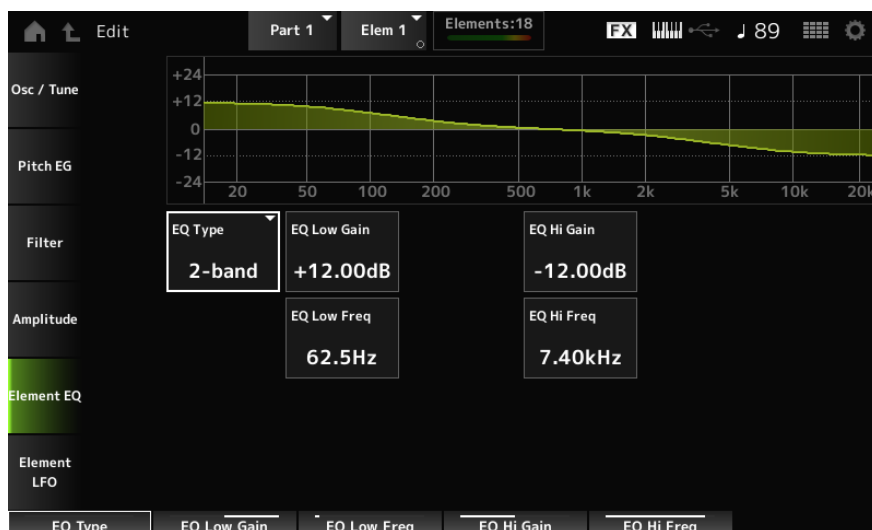 Edit
Part 1
Elem 1
Elements:18
FX
♩ 89
Osc / Tune
Pitch EG
Filter
Amplitude
Element EQ
Element
LFO
+24
+12
0
-12
-24
20 50 100 200 500 1k 2k 5k 10k 20k
EQ Type
2-band
EQ Low Gain
+12.00dB
EQ Hi Gain
-12.00dB
EQ Low Freq
62.5Hz
EQ Hi Freq
7.40kHz
EQ Type
EQ Low Gain
EQ Low Freq
EQ Hi Gain
EQ Hi Freq